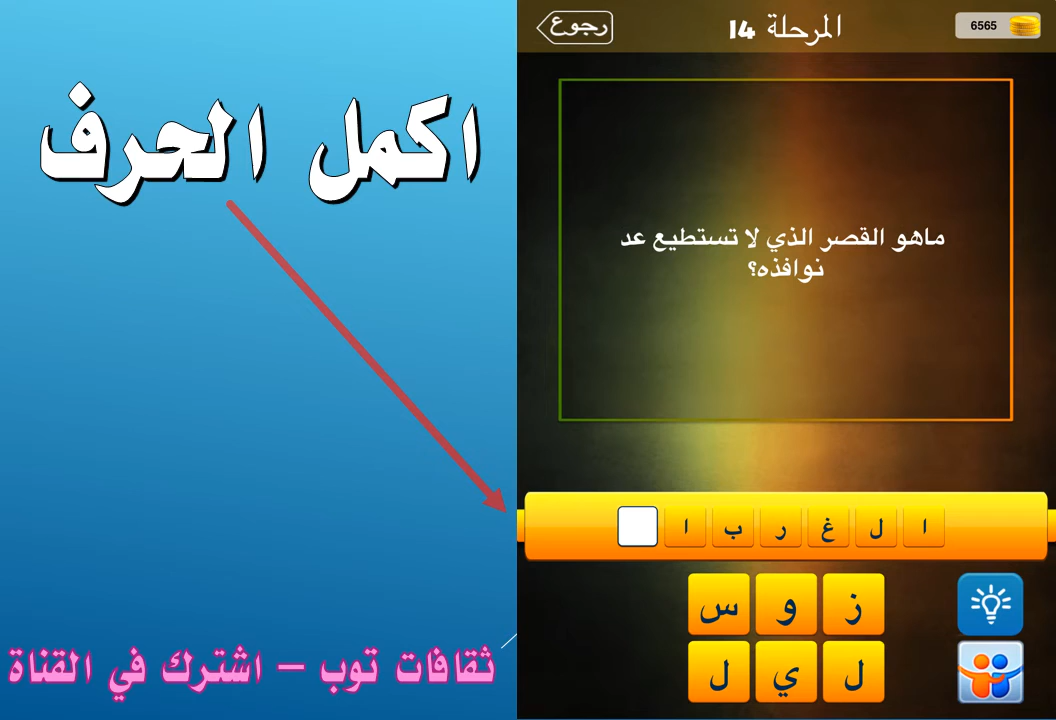 اكمل الحرف
ثقافات توب – اشترك في القناة
رجوع
المرحلة 14
6565
ماهو القصر الذي لا تستطيع عد
نوافذه؟
ا ل غ ر ب ا
ز و س
ل ي ل